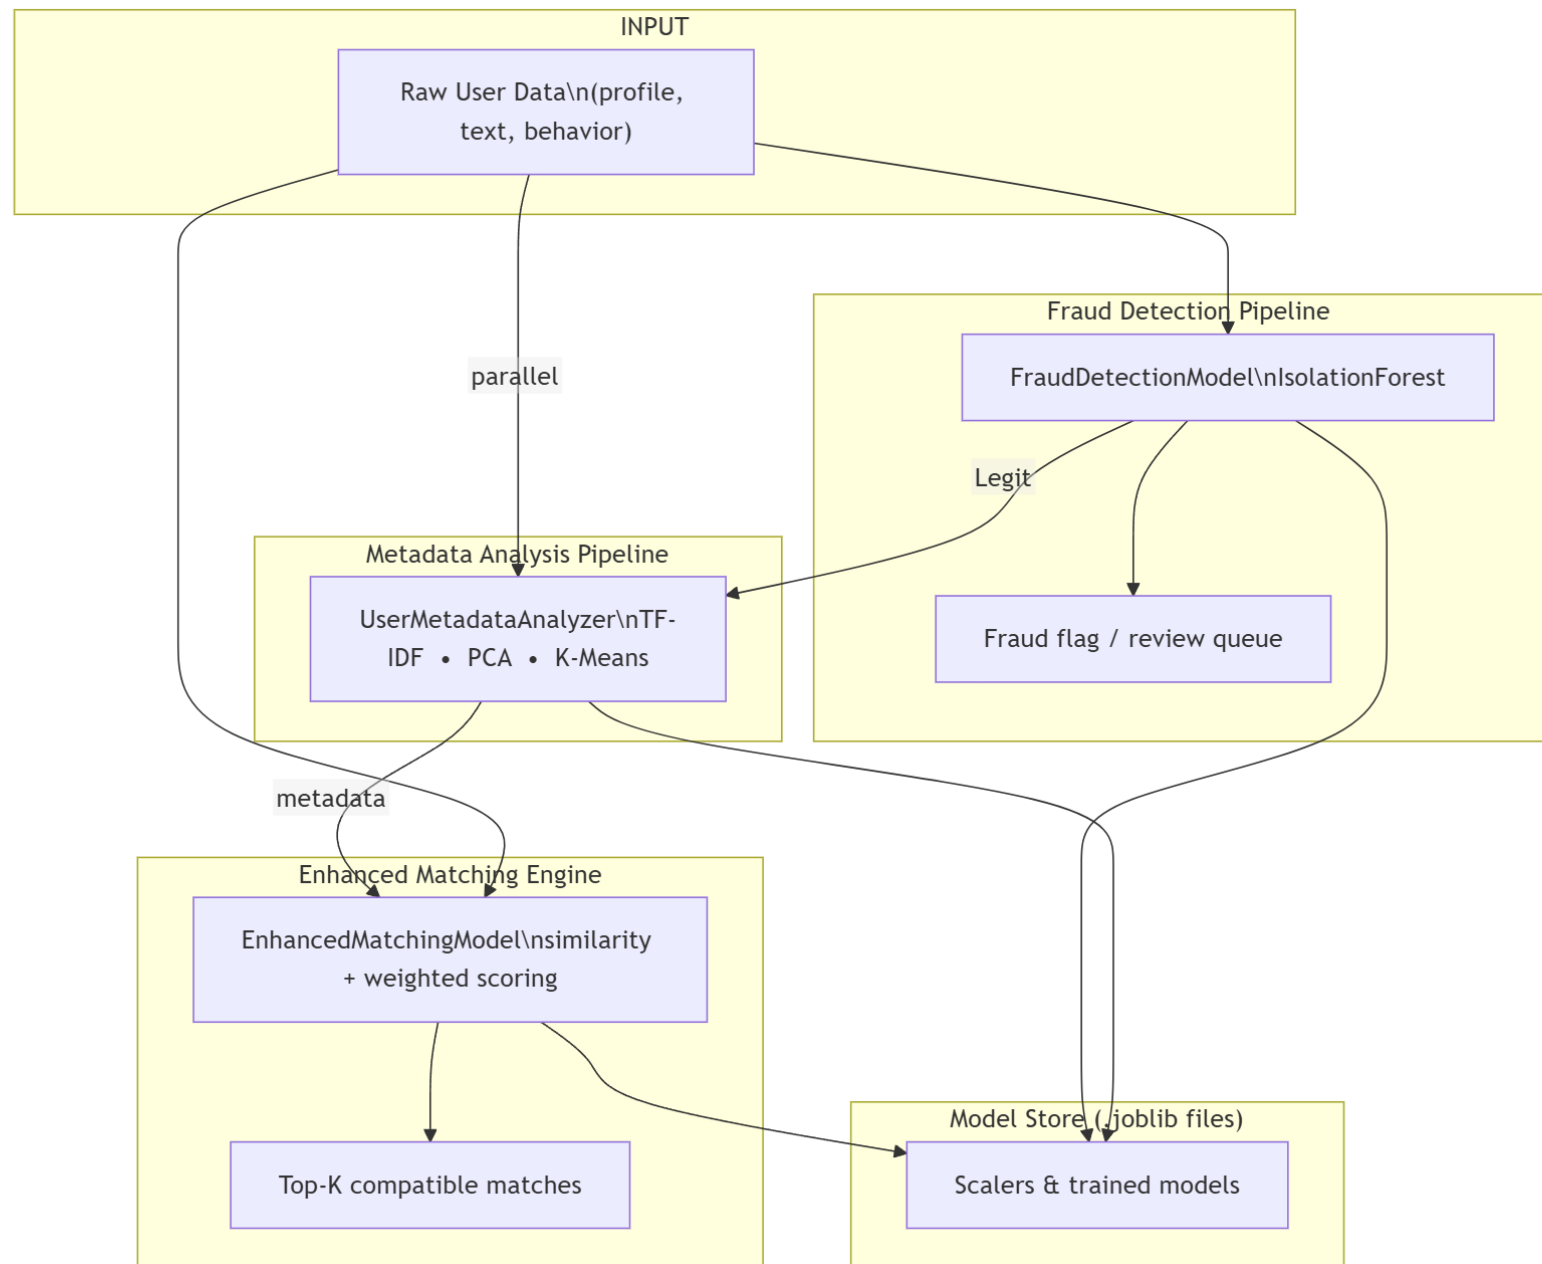 INPUT
Raw User Data\n(profile,
text, behavior)
parallel
Fraud Detection Pipeline
FraudDetectionModel\nIsolationForest
Legit
Fraud flag / review queue
Metadata Analysis Pipeline
UserMetadataAnalyzer\nTF-
IDF • PCA • K-Means
metadata
Enhanced Matching Engine
EnhancedMatchingModel\nsimilarity
+ weighted scoring
Top-K compatible matches
Model Store (.joblib files)
Scalers & trained models